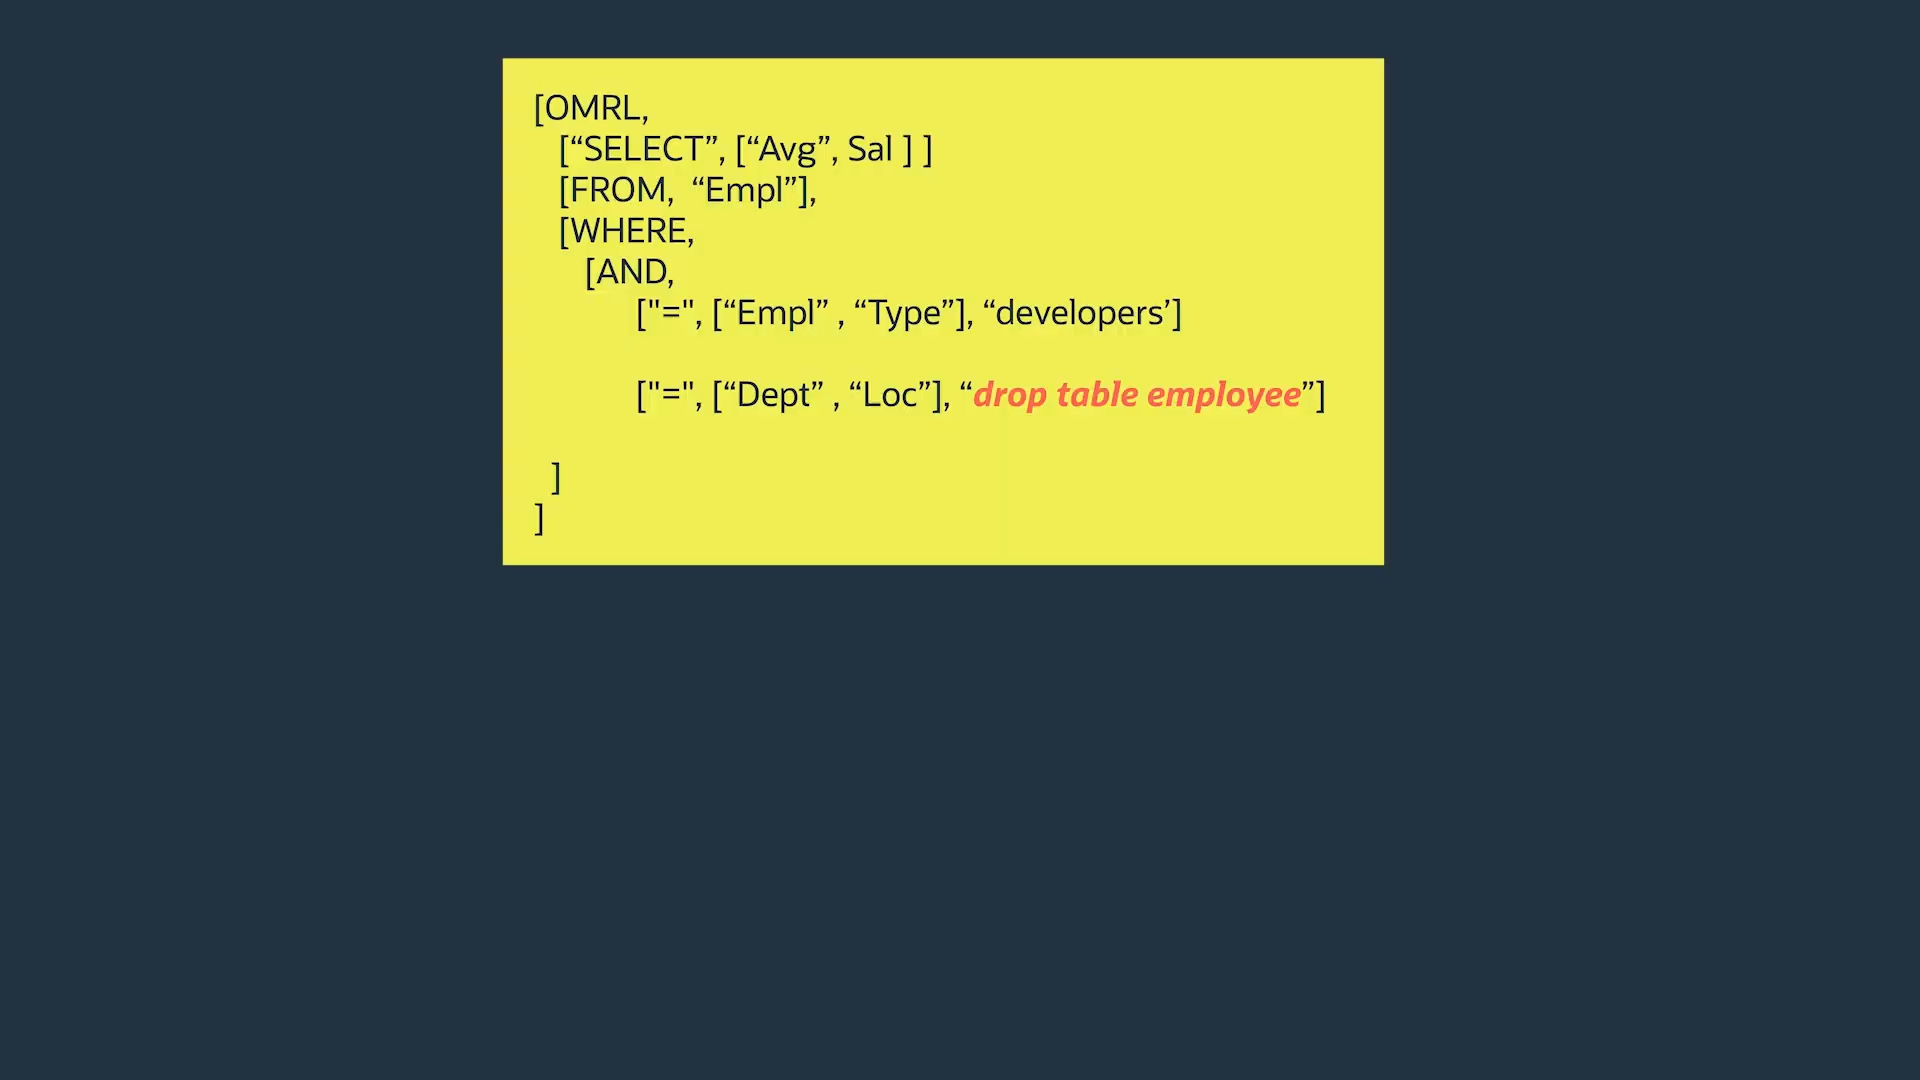 [OMRL,
[“SELECT”, [“Avg”, Sal ] ]
[FROM, “Empl”],
[WHERE,
[AND,
["=", [“Empl” , “Type”], “developers’]
["=", [“Dept” , “Loc”], “drop table employee”]
]
]